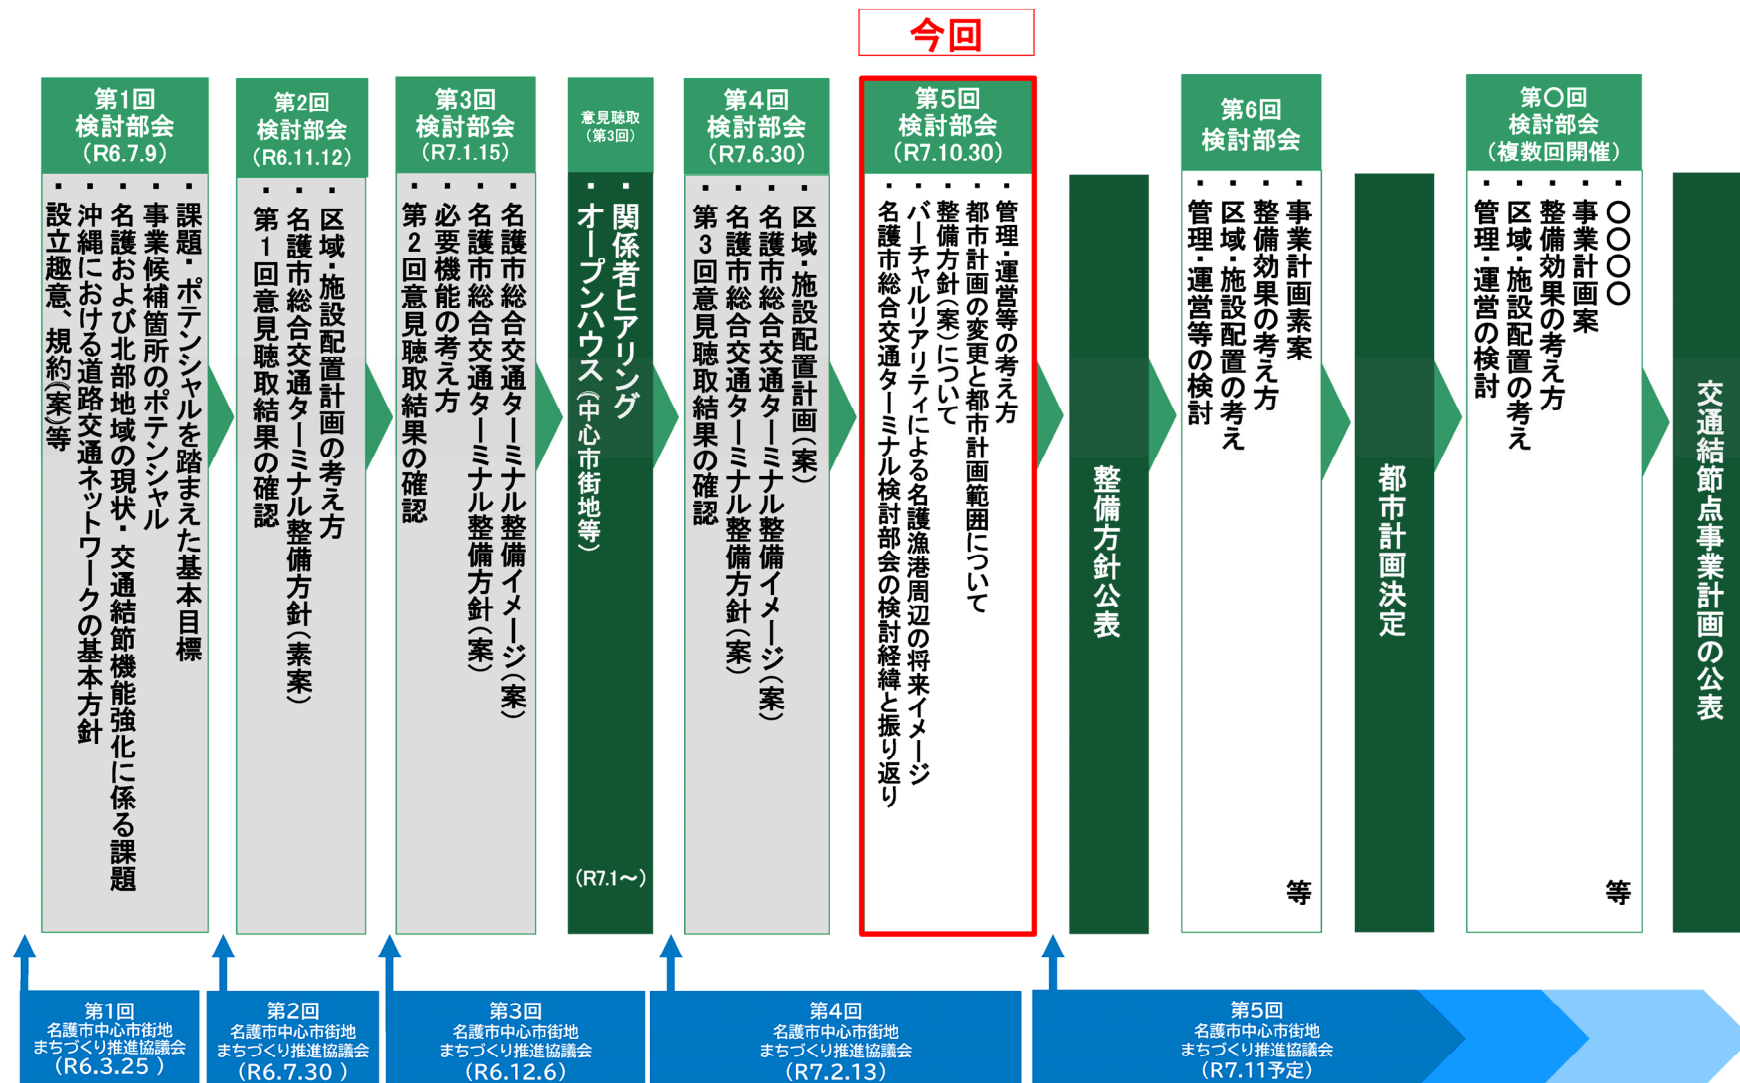 今回
第1回
検討部会
（R6.7.9）
・設立趣意、規約（案）等
・沖縄における道路交通ネットワークの基本方針
・名護および北部地域の現状・交通結節機能強化に係る課題
・事業候補箇所のポテンシャル
・課題・ポテンシャルを踏まえた基本目標
第2回
検討部会
（R6.11.12）
・第1回意見聴取結果の確認
・名護市総合交通ターミナル整備方針（素案）
・区域・施設配置計画の考え方
第3回
検討部会
（R7.1.15）
・第2回意見聴取結果の確認
・必要機能の考え方
・名護市総合交通ターミナル整備方針（案）
・名護市総合交通ターミナル整備イメージ（案）
意見聴取
（第3回）
・オープンハウス（中心市街地等）
・関係者ヒアリング
（R7.1～）
第4回
検討部会
（R7.6.30）
・第3回意見聴取結果の確認
・名護市総合交通ターミナル整備方針（案）
・名護市総合交通ターミナル整備イメージ（案）
・区域・施設配置計画（案）
第5回
検討部会
（R7.10.30）
・名護市総合交通ターミナル検討部会の検討経緯と振り返り
・バーチャルリアリティによる名護漁港周辺の将来イメージ
・整備方針（案）について
・都市計画の変更と都市計画範囲について
・管理・運営等の考え方
整備方針公表
第6回
検討部会
・管理・運営等の検討
・区域・施設配置の考え
・整備効果の考え方
・事業計画素案
等
都市計画決定
第〇回
検討部会
（複数回開催）
・管理・運営の検討
・区域・施設配置の考え
・整備効果の考え方
・事業計画案
・〇〇〇〇
等
交通結節点事業計画の公表
第1回
名護市中心市街地
まちづくり推進協議会
（R6.3.25 ）
第2回
名護市中心市街地
まちづくり推進協議会
（R6.7.30 ）
第3回
名護市中心市街地
まちづくり推進協議会
（R6.12.6）
第4回
名護市中心市街地
まちづくり推進協議会
（R7.2.13）
第5回
名護市中心市街地
まちづくり推進協議会
（R7.11予定）